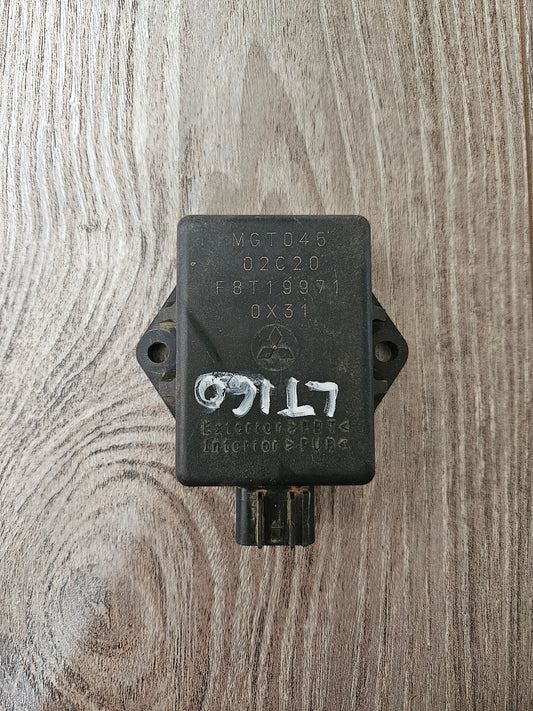 MGT045
02C20
F8T19971
0X31
LT160
Exterior>PBT<
Interior>PUR<